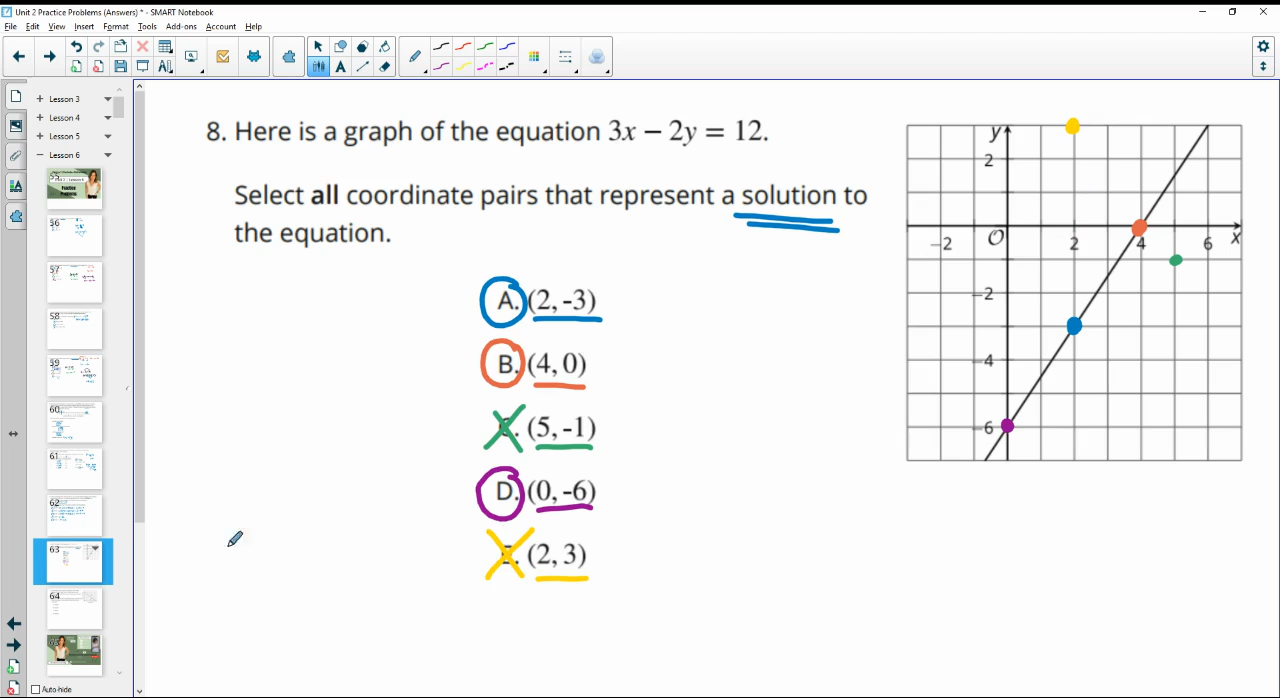 Unit 2 Practice Problems (Answers) * - SMART Notebook
File Edit View Insert Format Tools Add-ons Account Help
Lesson 3
Lesson 4
Lesson 5
Lesson 6
55
Practice
Problems
56
57
58
59
60
61
62
63
64
Auto-hide
8. Here is a graph of the equation 3x − 2y = 12.
Select all coordinate pairs that represent a solution to
the equation.
A. (2, -3)
B. (4, 0)
. (5, -1)
D. (0, -6)
. (2, 3)
y
2
−2 O 2 4 6 x
−2
−4
−6